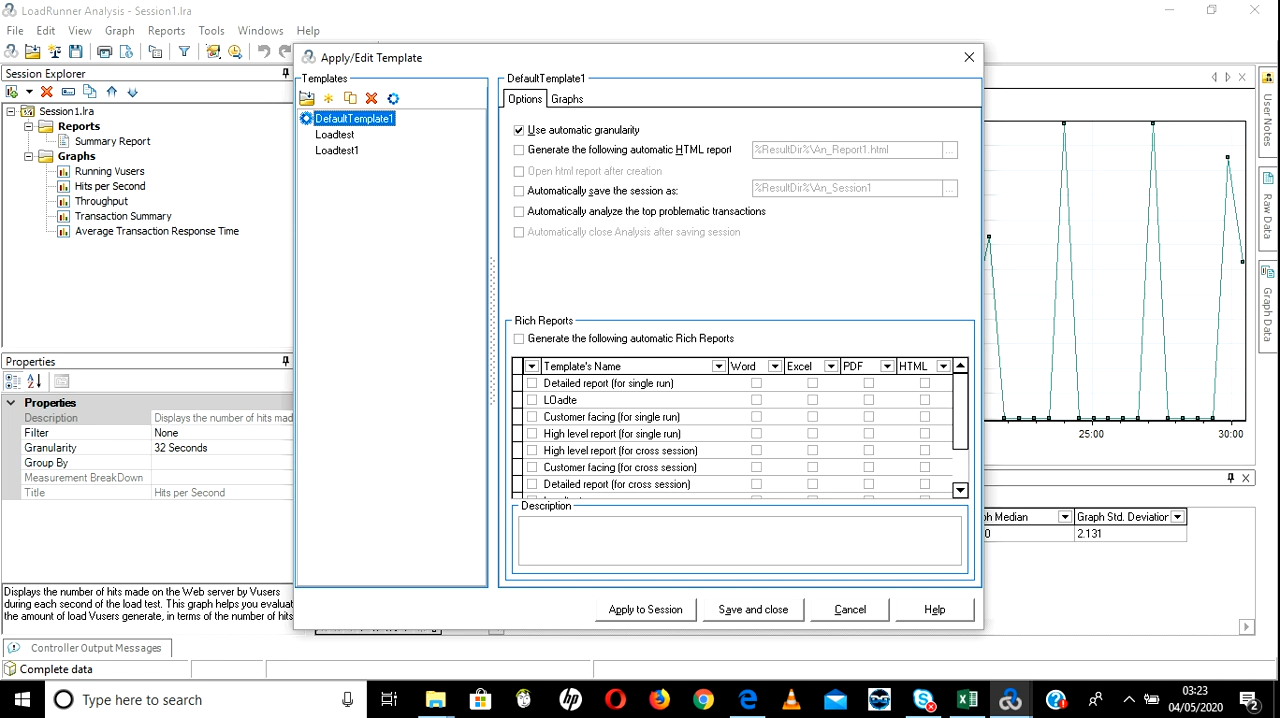 LoadRunner Analysis - Session1.lra
File Edit View Graph Reports Tools Windows Help
Session Explorer
Session1.lra
Reports
Summary Report
Graphs
Running Vusers
Hits per Second
Throughput
Transaction Summary
Average Transaction Response Time
Properties
Properties
Description Displays the number of hits mad
Filter None
Granularity 32 Seconds
Group By
Measurement BreakDown
Title Hits per Second
Displays the number of hits made on the Web server by Vusers
during each second of the load test. This graph helps you evaluat
the amount of load Vusers generate, in terms of the number of hits
Controller Output Messages
Complete data
Apply/Edit Template
Templates
DefaultTemplate1
Loadtest
Loadtest1
DefaultTemplate1
Options Graphs
Use automatic granularity
Generate the following automatic HTML report %ResultDir%\An_Report1.html ...
Open html report after creation
Automatically save the session as: %ResultDir%\An_Session1 ...
Automatically analyze the top problematic transactions
Automatically close Analysis after saving session
Rich Reports
Generate the following automatic Rich Reports
Template's Name Word Excel PDF HTML
Detailed report (for single run)
LOadte
Customer facing (for single run)
High level report (for single run)
High level report (for cross session)
Customer facing (for cross session)
Detailed report (for cross session)
Description
Apply to Session Save and close Cancel Help
25:00 30:00
ph Median Graph Std. Deviation
0 2.131
User Notes
Raw Data
Graph Data
Type here to search
03:23
04/05/2020
2